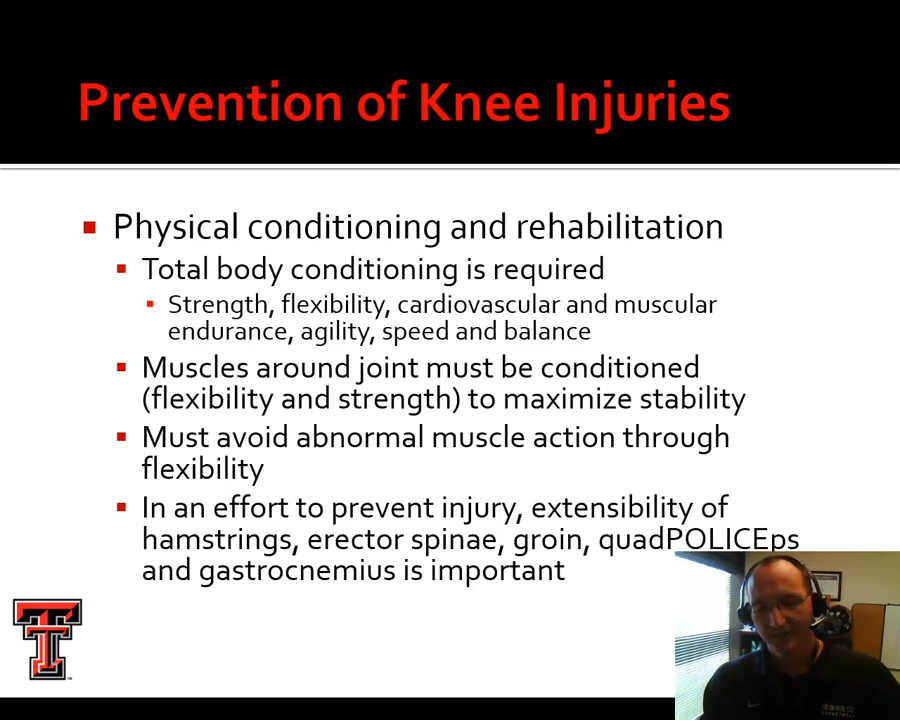 Prevention of Knee Injuries
Physical conditioning and rehabilitation
Total body conditioning is required
Strength, flexibility, cardiovascular and muscular
endurance, agility, speed and balance
Muscles around joint must be conditioned
(flexibility and strength) to maximize stability
Must avoid abnormal muscle action through
flexibility
In an effort to prevent injury, extensibility of
hamstrings, erector spinae, groin, quadPOLICEps
and gastrocnemius is important